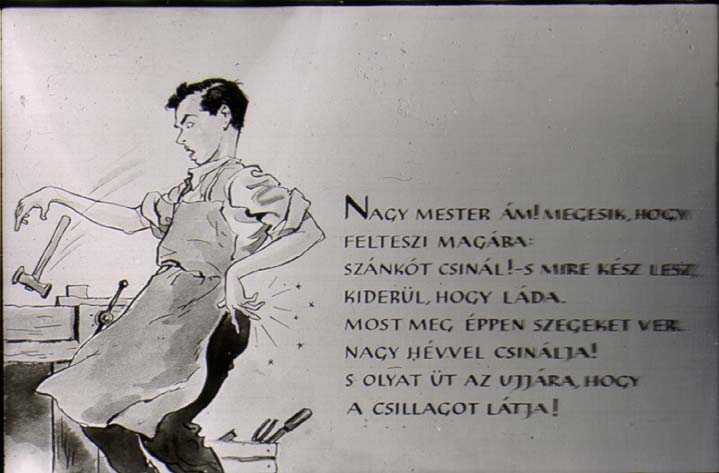 NAGY MESTER ÁM! MEGESIK, HOGY
FELTESZI MAGÁRA:
SZÁNKÓT CSINÁL!-S MIRE KÉSZ LESZ,
KIDERÜL, HOGY LÁDA.
MOST MEG ÉPPEN SZEGEKET VER.
NAGY HÉVVEL CSINÁLJA!
S OLYAT ÜT AZ UJJÁRA, HOGY
A CSILLAGOT LÁTJA!